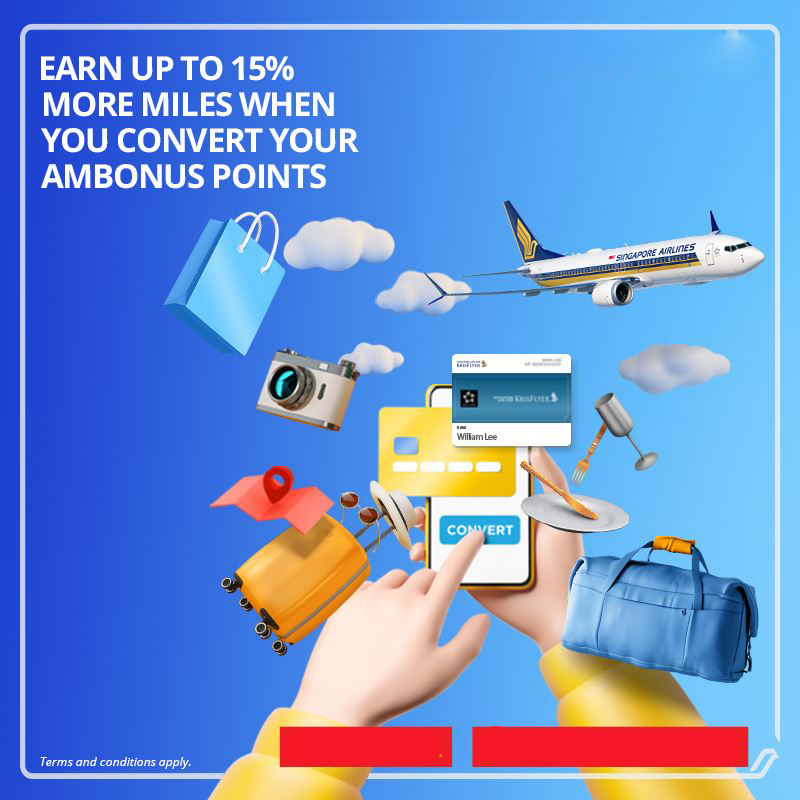 EARN UP TO 15%
MORE MILES WHEN
YOU CONVERT YOUR
AMBONUS POINTS
SINGAPORE AIRLINES
KRISFLYER
KRISFLYER
William Lee
CONVERT
Terms and conditions apply.